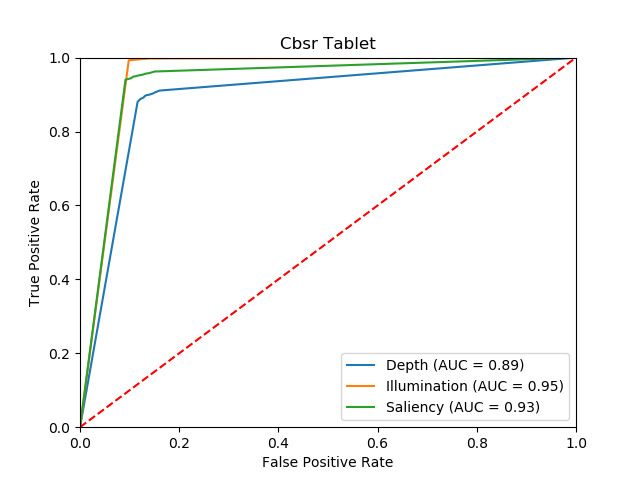 Cbsr Tablet
True Positive Rate
1.0
0.8
0.6
0.4
0.2
0.0
Depth (AUC = 0.89)
Illumination (AUC = 0.95)
Saliency (AUC = 0.93)
0.0 0.2 0.4 0.6 0.8 1.0
False Positive Rate